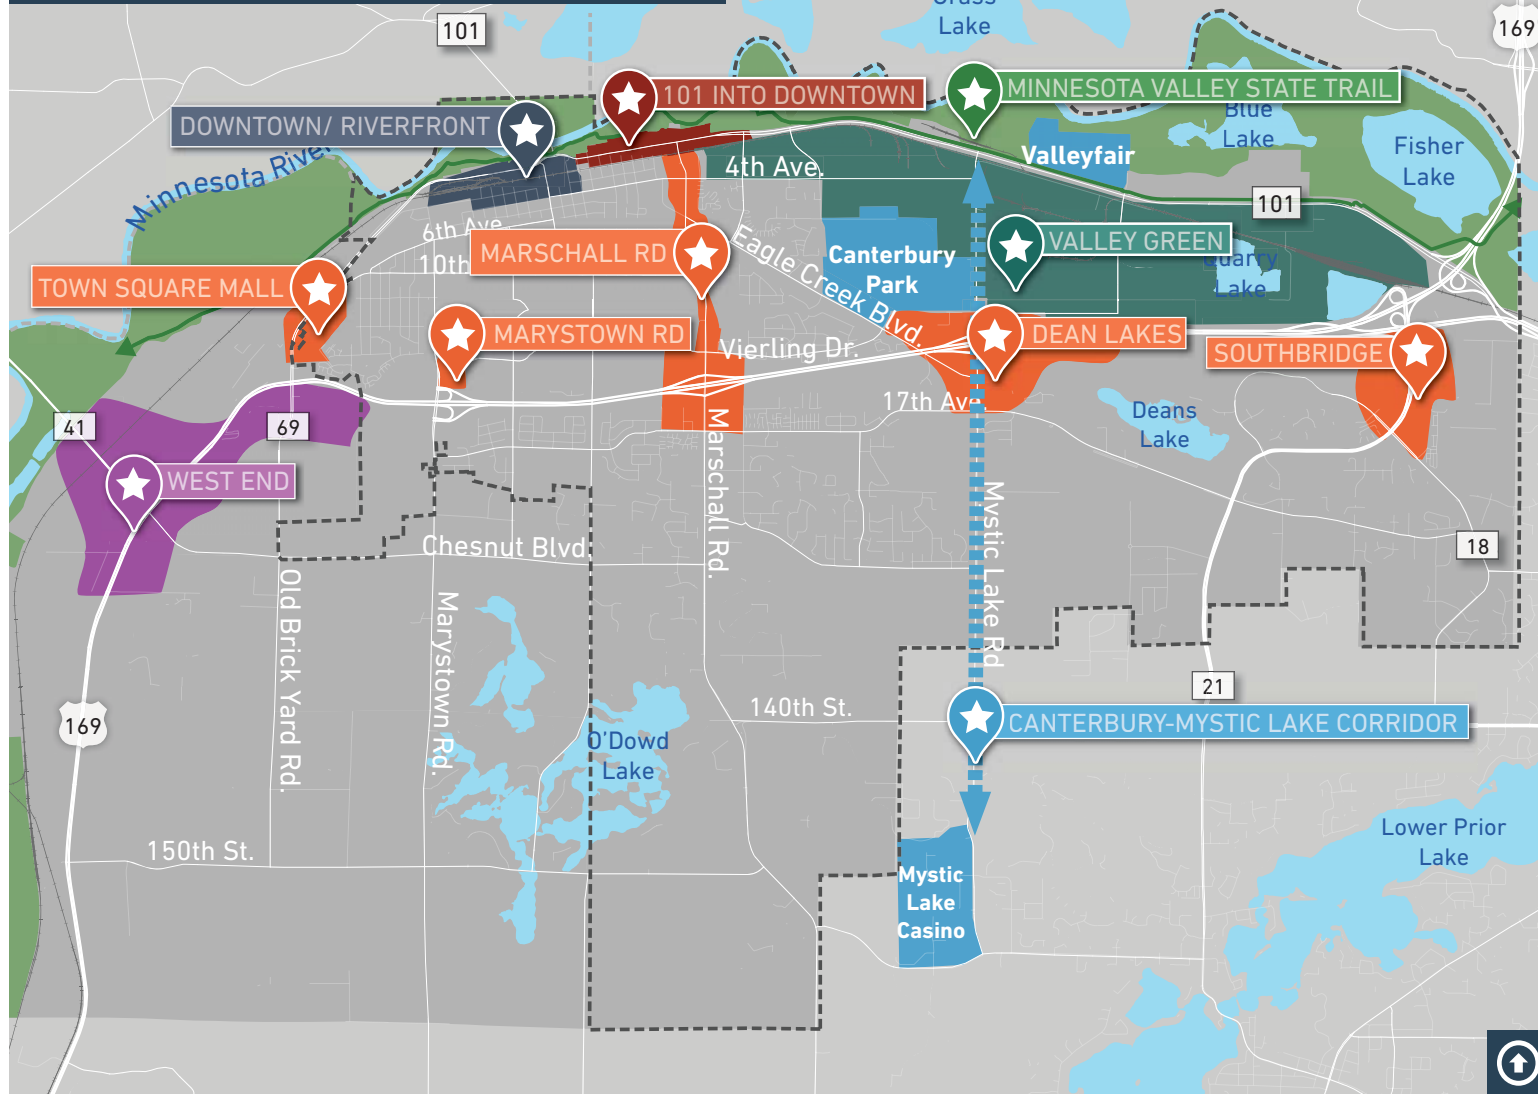 Grass
Lake
101
169
101 INTO DOWNTOWN
MINNESOTA VALLEY STATE TRAIL
DOWNTOWN/ RIVERFRONT
Minnesota River
Blue
Lake
Fisher
Lake
Valleyfair
4th Ave.
101
6th Ave.
10th
MARSCHALL RD
Eagle Creek Blvd.
Canterbury
Park
VALLEY GREEN
Quarry
Lake
TOWN SQUARE MALL
MARYSTOWN RD
Vierling Dr.
DEAN LAKES
SOUTHBRIDGE
17th Ave.
Deans
Lake
41
69
WEST END
Marschall Rd.
Mystic Lake Rd
Chesnut Blvd.
18
Old Brick Yard Rd.
Marystown Rd.
21
169
140th St.
CANTERBURY-MYSTIC LAKE CORRIDOR
O'Dowd
Lake
150th St.
Lower Prior
Lake
Mystic
Lake
Casino